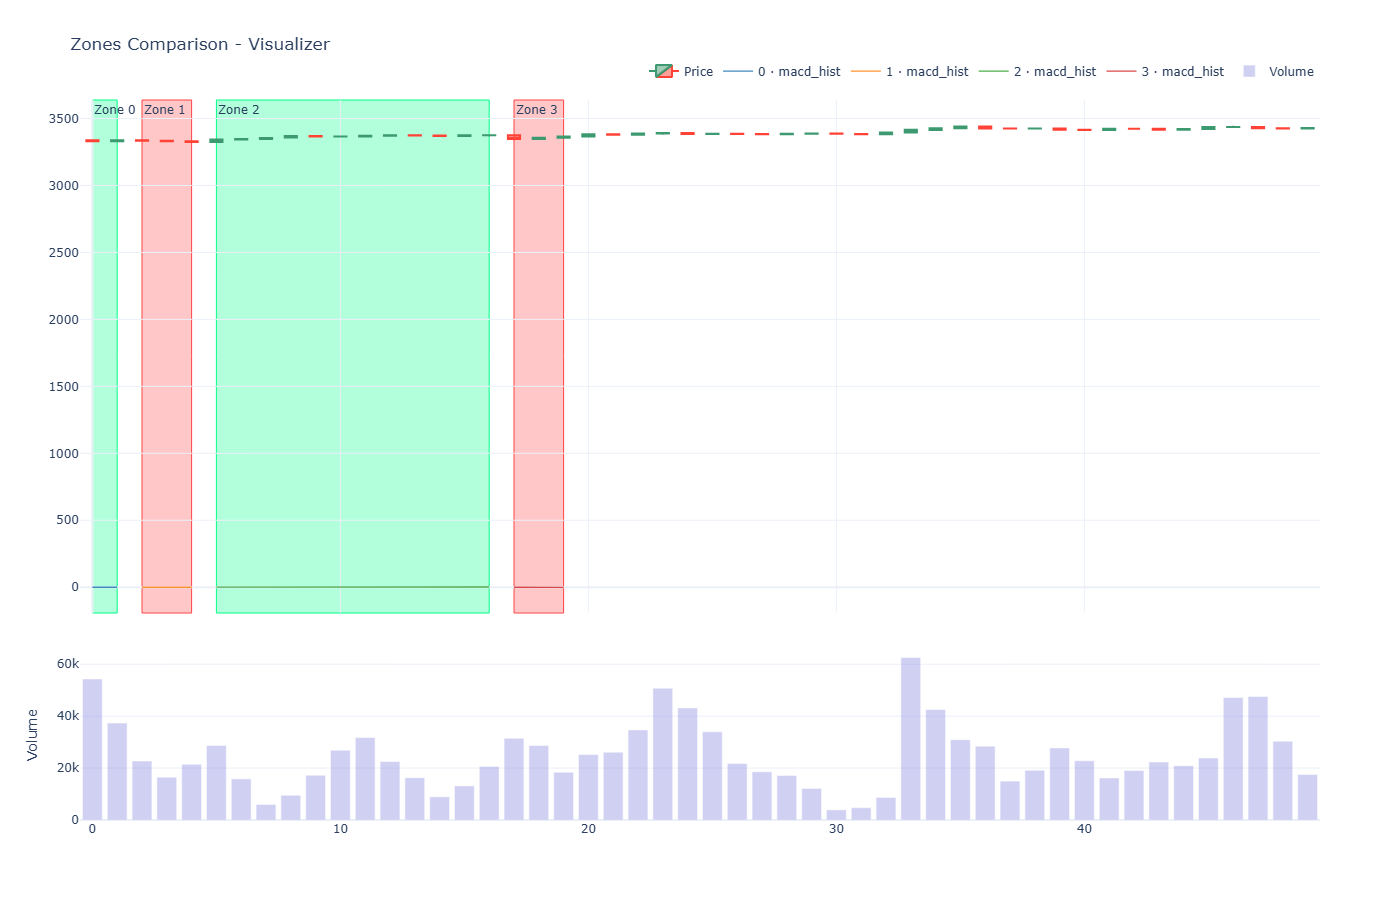 Zones Comparison - Visualizer
Price 0 · macd_hist 1 · macd_hist 2 · macd_hist 3 · macd_hist Volume
Zone 0 Zone 1 Zone 2 Zone 3
3500
3000
2500
2000
1500
1000
500
0
60k
40k
20k
0
Volume
0 10 20 30 40